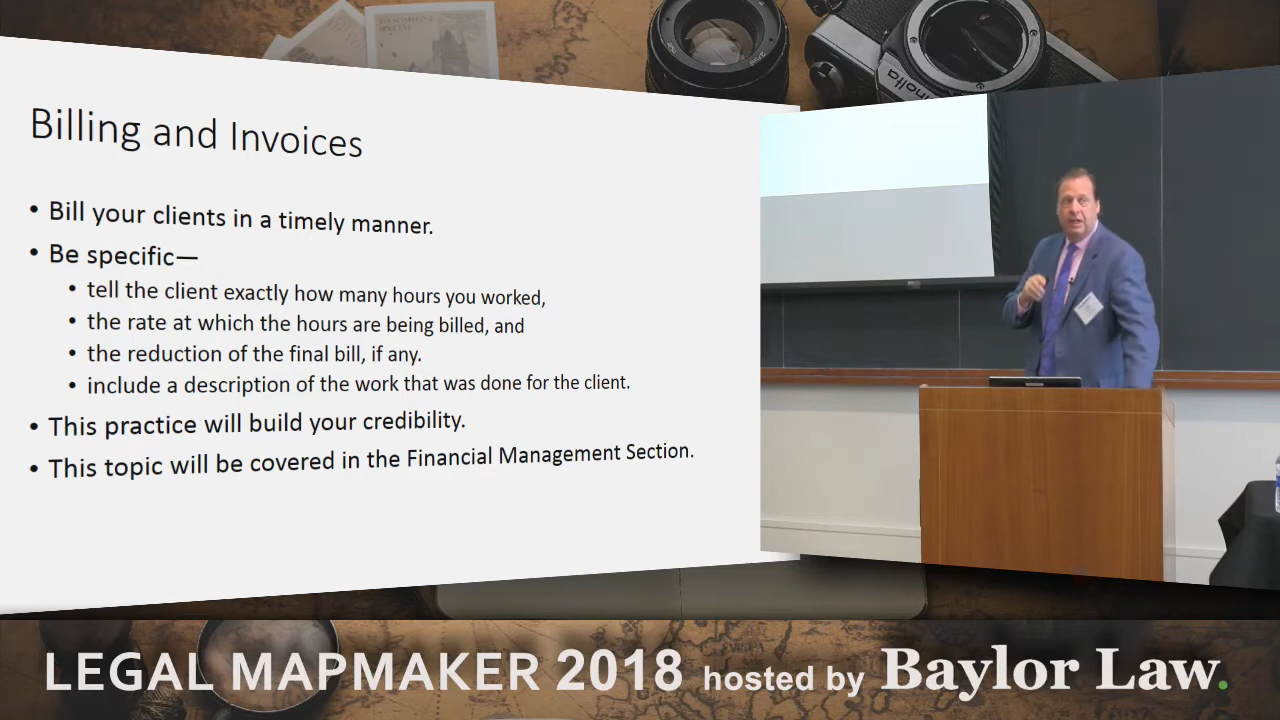 Billing and Invoices
• Bill your clients in a timely manner.
• Be specific—
• tell the client exactly how many hours you worked,
• the rate at which the hours are being billed, and
• the reduction of the final bill, if any.
• include a description of the work that was done for the client.
• This practice will build your credibility.
• This topic will be covered in the Financial Management Section.
minolta
LEGAL MAPMAKER 2018 hosted by Baylor Law.